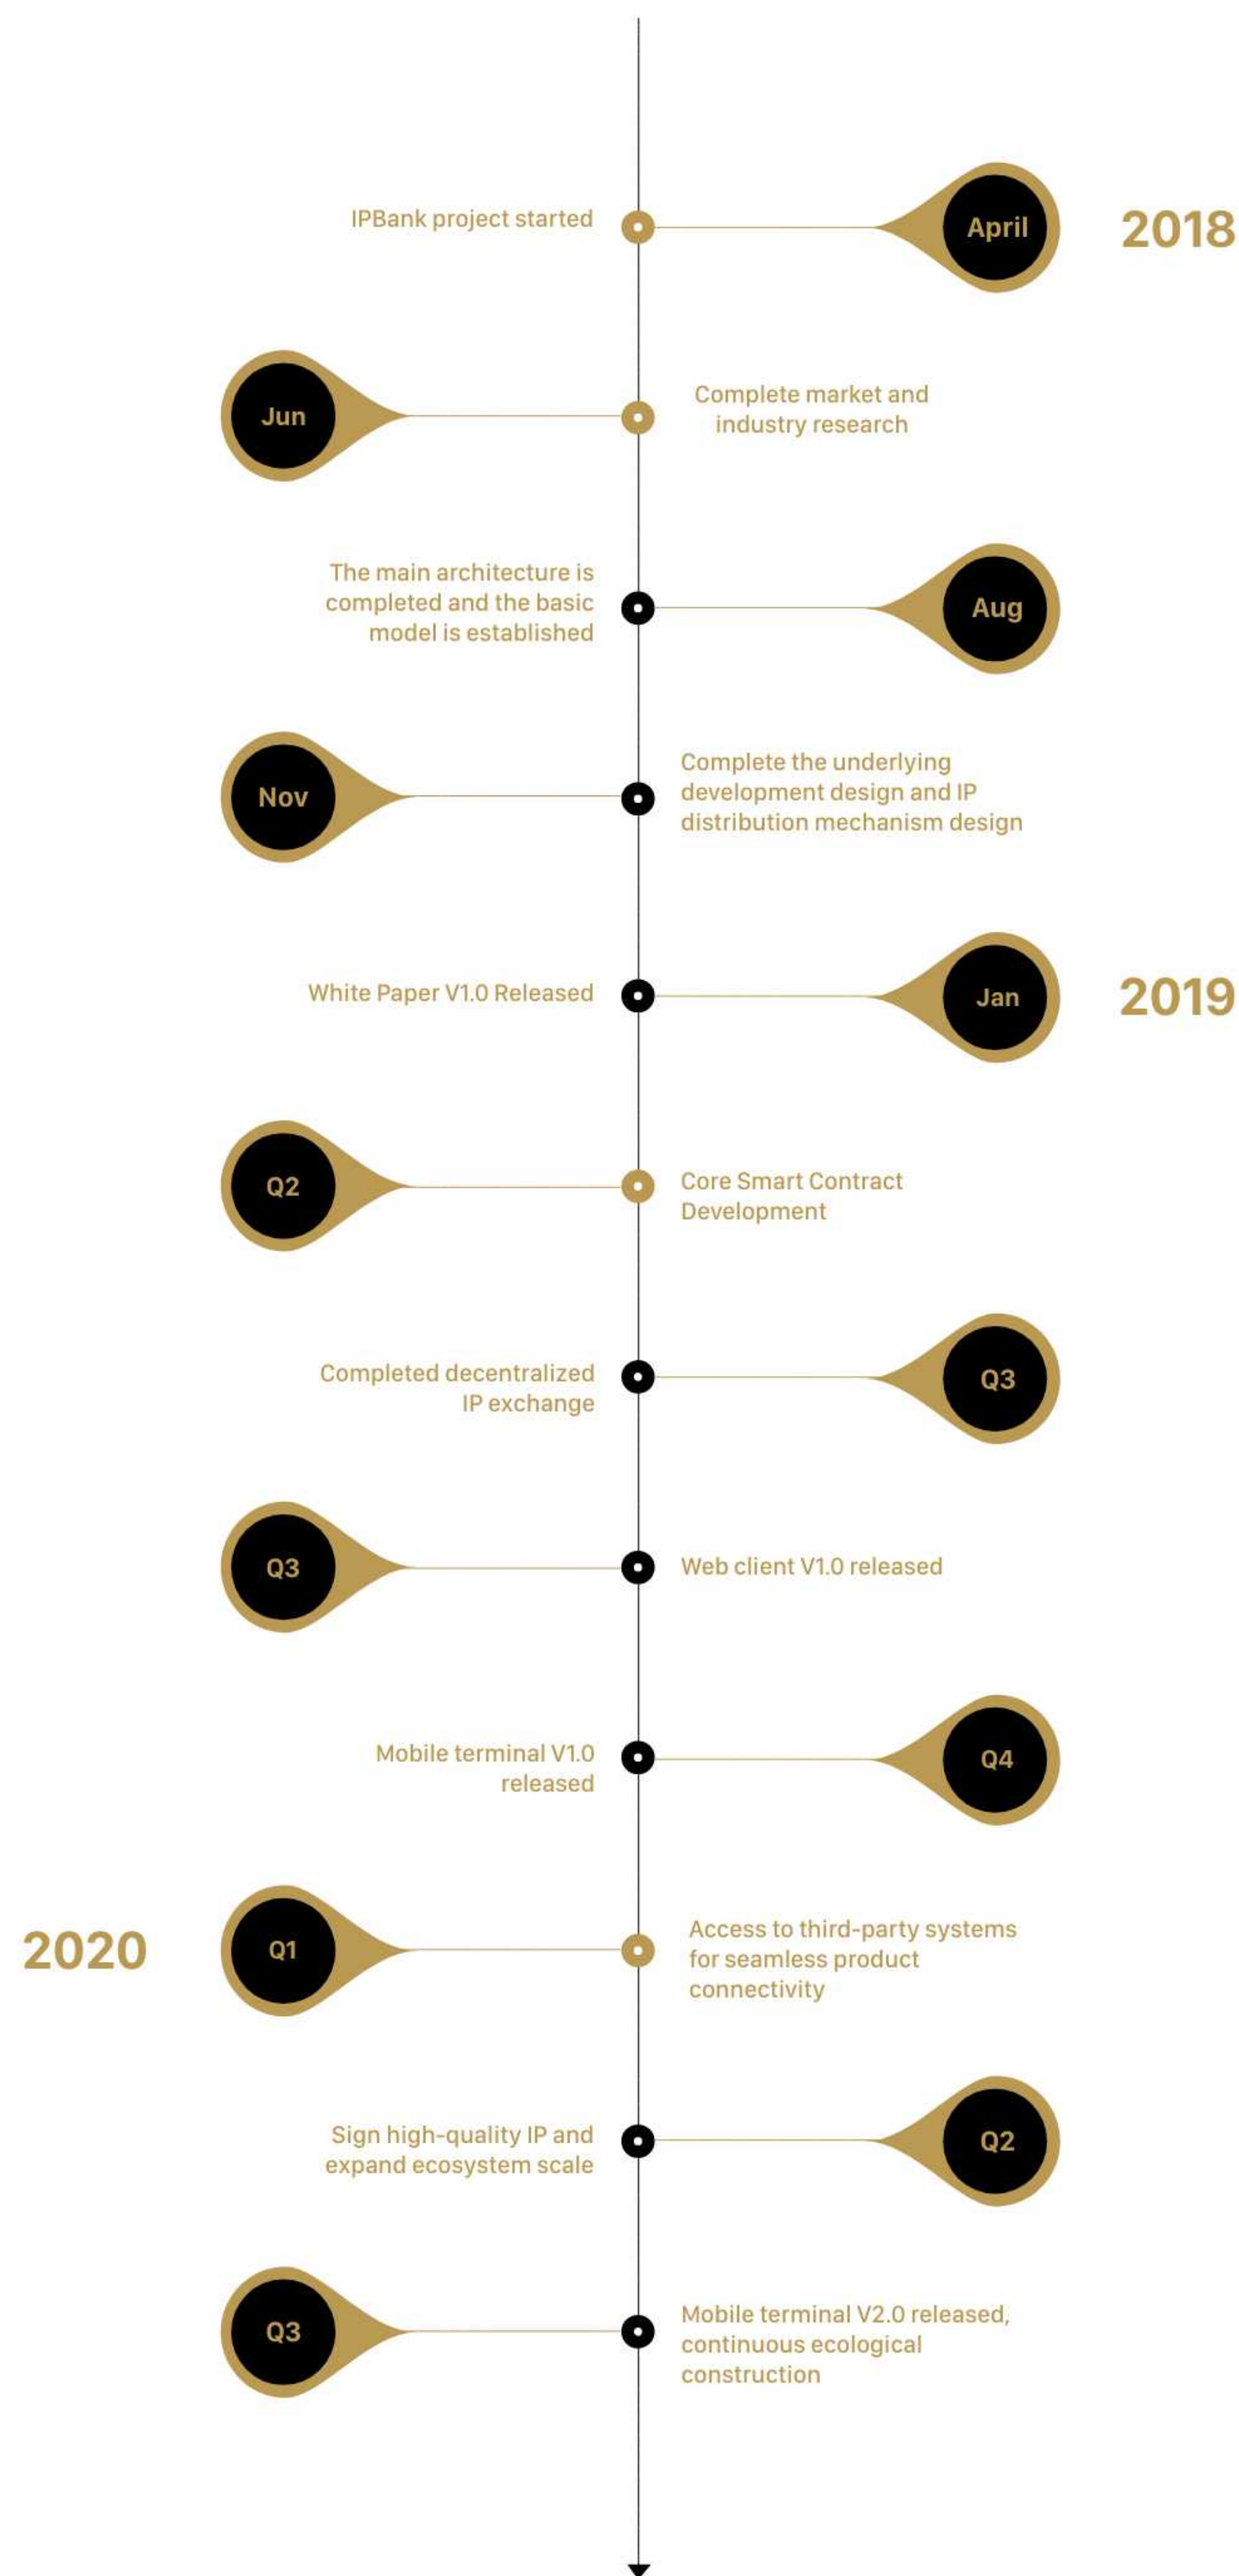 IPBank project started
April
2018
Jun
Complete market and
industry research
The main architecture is
completed and the basic
model is established
Aug
Nov
Complete the underlying
development design and IP
distribution mechanism design
White Paper V1.0 Released
Jan
2019
Q2
Core Smart Contract
Development
Completed decentralized
IP exchange
Q3
Q3
Web client V1.0 released
Mobile terminal V1.0
released
Q4
2020
Q1
Access to third-party systems
for seamless product
connectivity
Sign high-quality IP and
expand ecosystem scale
Q2
Q3
Mobile terminal V2.0 released,
continuous ecological
construction